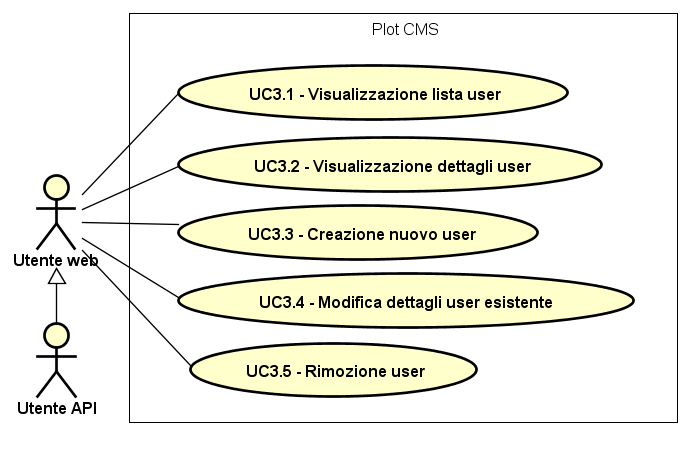 Plot CMS
UC3.1 - Visualizzazione lista user
UC3.2 - Visualizzazione dettagli user
UC3.3 - Creazione nuovo user
Utente web
UC3.4 - Modifica dettagli user esistente
UC3.5 - Rimozione user
Utente API